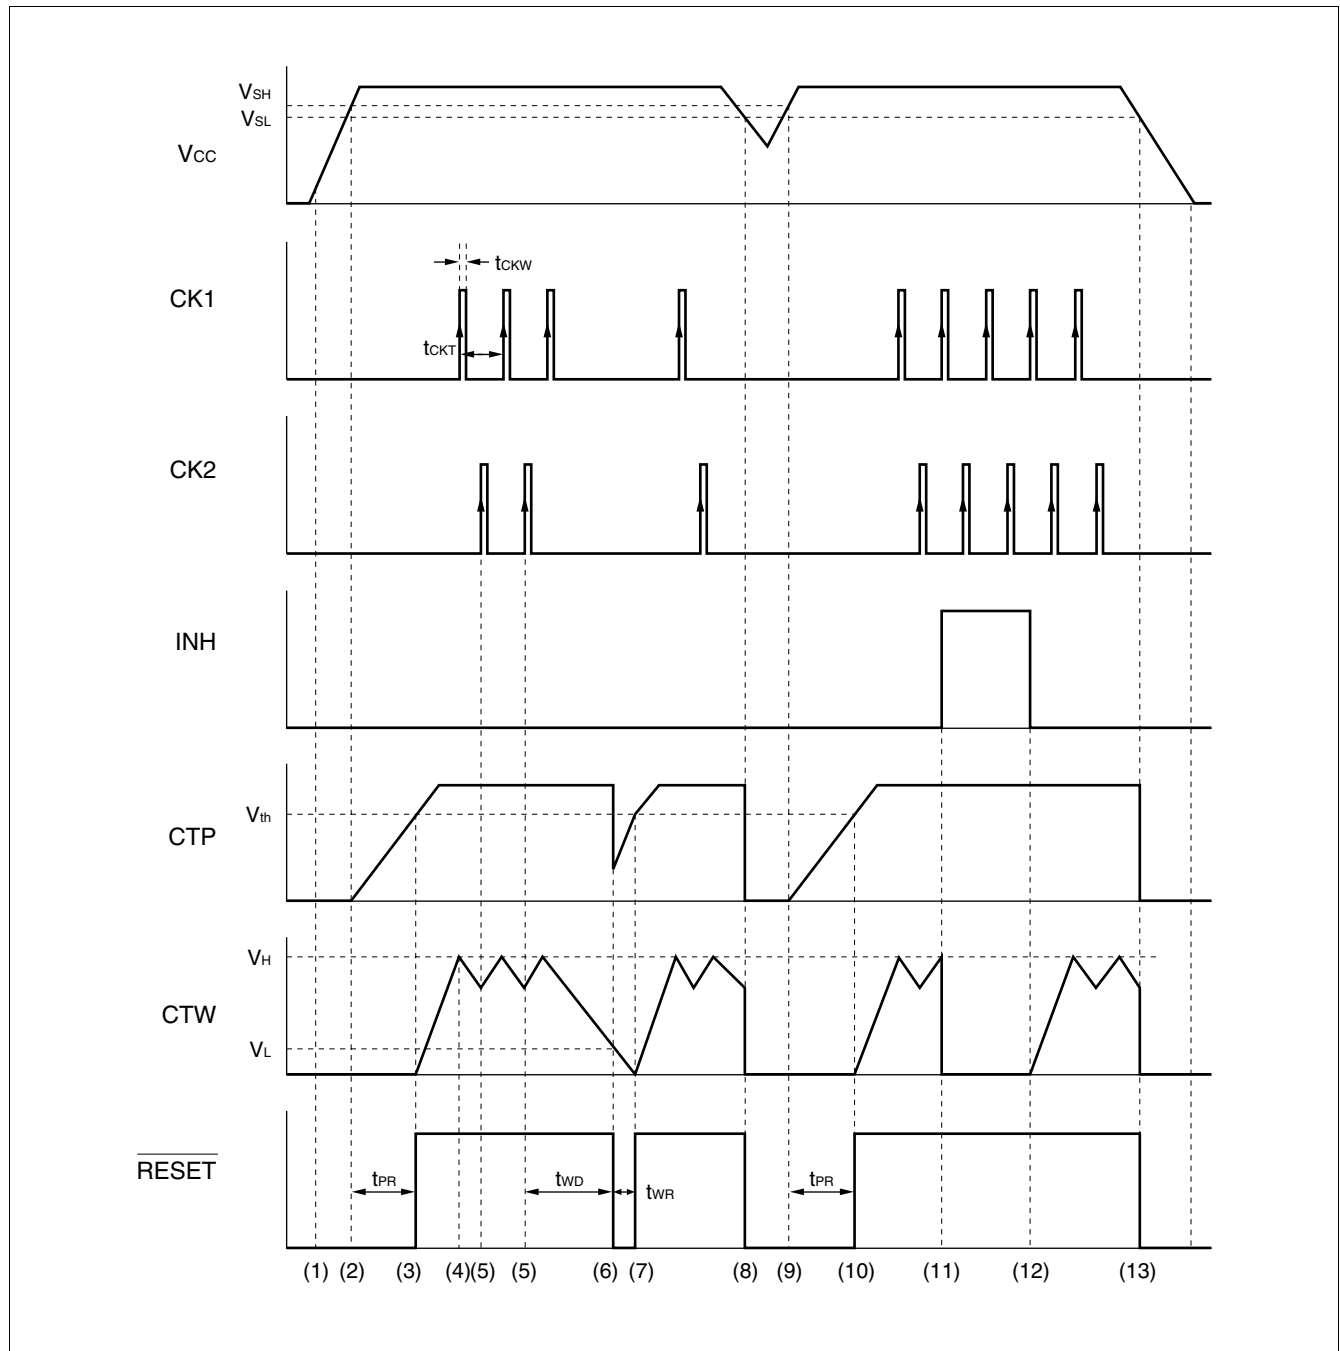 VSH
VSL
VCC
tCKW
CK1
tCKT
CK2
INH
Vth
CTP
VH
CTW
VL
RESET
tPR
tWD
tWR
tPR
(1) (2) (3) (4)(5) (5) (6) (7) (8) (9) (10) (11) (12) (13)